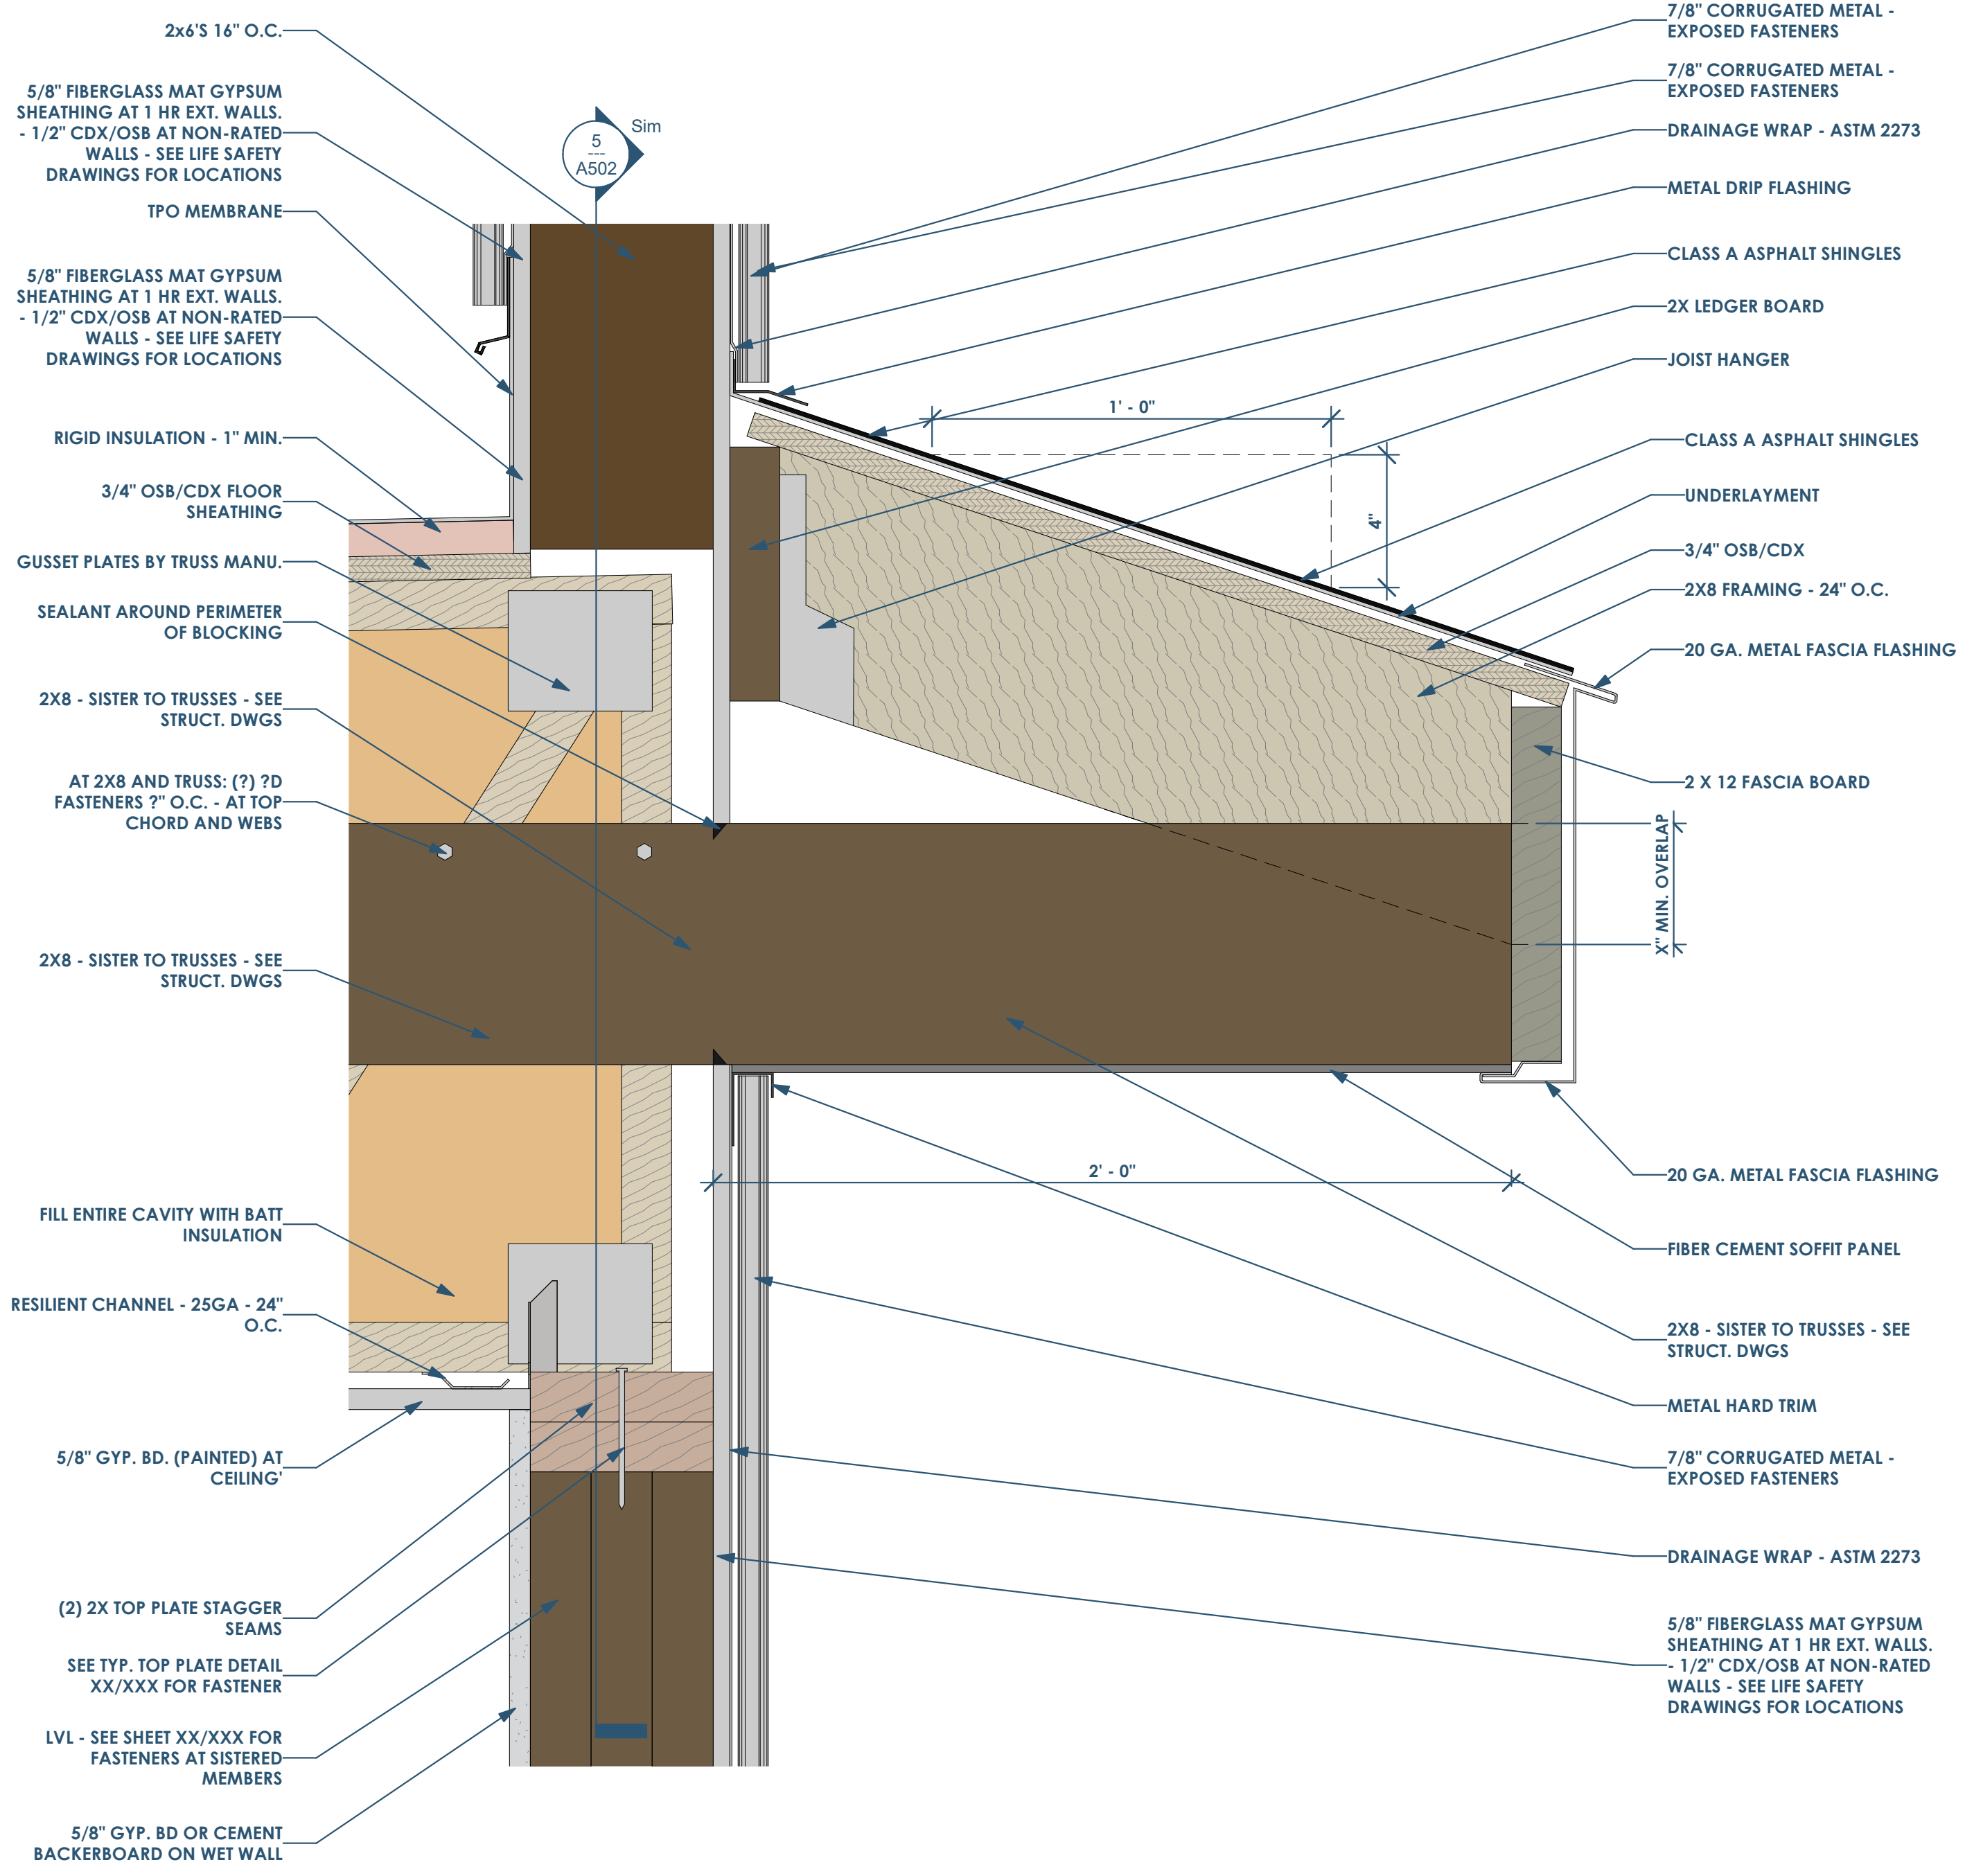 2x6'S 16" O.C.
5/8" FIBERGLASS MAT GYPSUM
SHEATHING AT 1 HR EXT. WALLS.
- 1/2" CDX/OSB AT NON-RATED
WALLS - SEE LIFE SAFETY
DRAWINGS FOR LOCATIONS
TPO MEMBRANE
5/8" FIBERGLASS MAT GYPSUM
SHEATHING AT 1 HR EXT. WALLS.
- 1/2" CDX/OSB AT NON-RATED
WALLS - SEE LIFE SAFETY
DRAWINGS FOR LOCATIONS
RIGID INSULATION - 1" MIN.
3/4" OSB/CDX FLOOR
SHEATHING
GUSSET PLATES BY TRUSS MANU.
SEALANT AROUND PERIMETER
OF BLOCKING
2X8 - SISTER TO TRUSSES - SEE
STRUCT. DWGS
AT 2X8 AND TRUSS: (?) ?D
FASTENERS ?" O.C. - AT TOP
CHORD AND WEBS
2X8 - SISTER TO TRUSSES - SEE
STRUCT. DWGS
FILL ENTIRE CAVITY WITH BATT
INSULATION
RESILIENT CHANNEL - 25GA - 24"
O.C.
5/8" GYP. BD. (PAINTED) AT
CEILING'
(2) 2X TOP PLATE STAGGER
SEAMS
SEE TYP. TOP PLATE DETAIL
XX/XXX FOR FASTENER
LVL - SEE SHEET XX/XXX FOR
FASTENERS AT SISTERED
MEMBERS
5/8" GYP. BD OR CEMENT
BACKERBOARD ON WET WALL
5
---
A502
Sim
1' - 0"
4"
X" MIN. OVERLAP
2' - 0"
7/8" CORRUGATED METAL -
EXPOSED FASTENERS
7/8" CORRUGATED METAL -
EXPOSED FASTENERS
DRAINAGE WRAP - ASTM 2273
METAL DRIP FLASHING
CLASS A ASPHALT SHINGLES
2X LEDGER BOARD
JOIST HANGER
CLASS A ASPHALT SHINGLES
UNDERLAYMENT
3/4" OSB/CDX
2X8 FRAMING - 24" O.C.
20 GA. METAL FASCIA FLASHING
2 X 12 FASCIA BOARD
20 GA. METAL FASCIA FLASHING
FIBER CEMENT SOFFIT PANEL
2X8 - SISTER TO TRUSSES - SEE
STRUCT. DWGS
METAL HARD TRIM
7/8" CORRUGATED METAL -
EXPOSED FASTENERS
DRAINAGE WRAP - ASTM 2273
5/8" FIBERGLASS MAT GYPSUM
SHEATHING AT 1 HR EXT. WALLS.
- 1/2" CDX/OSB AT NON-RATED
WALLS - SEE LIFE SAFETY
DRAWINGS FOR LOCATIONS